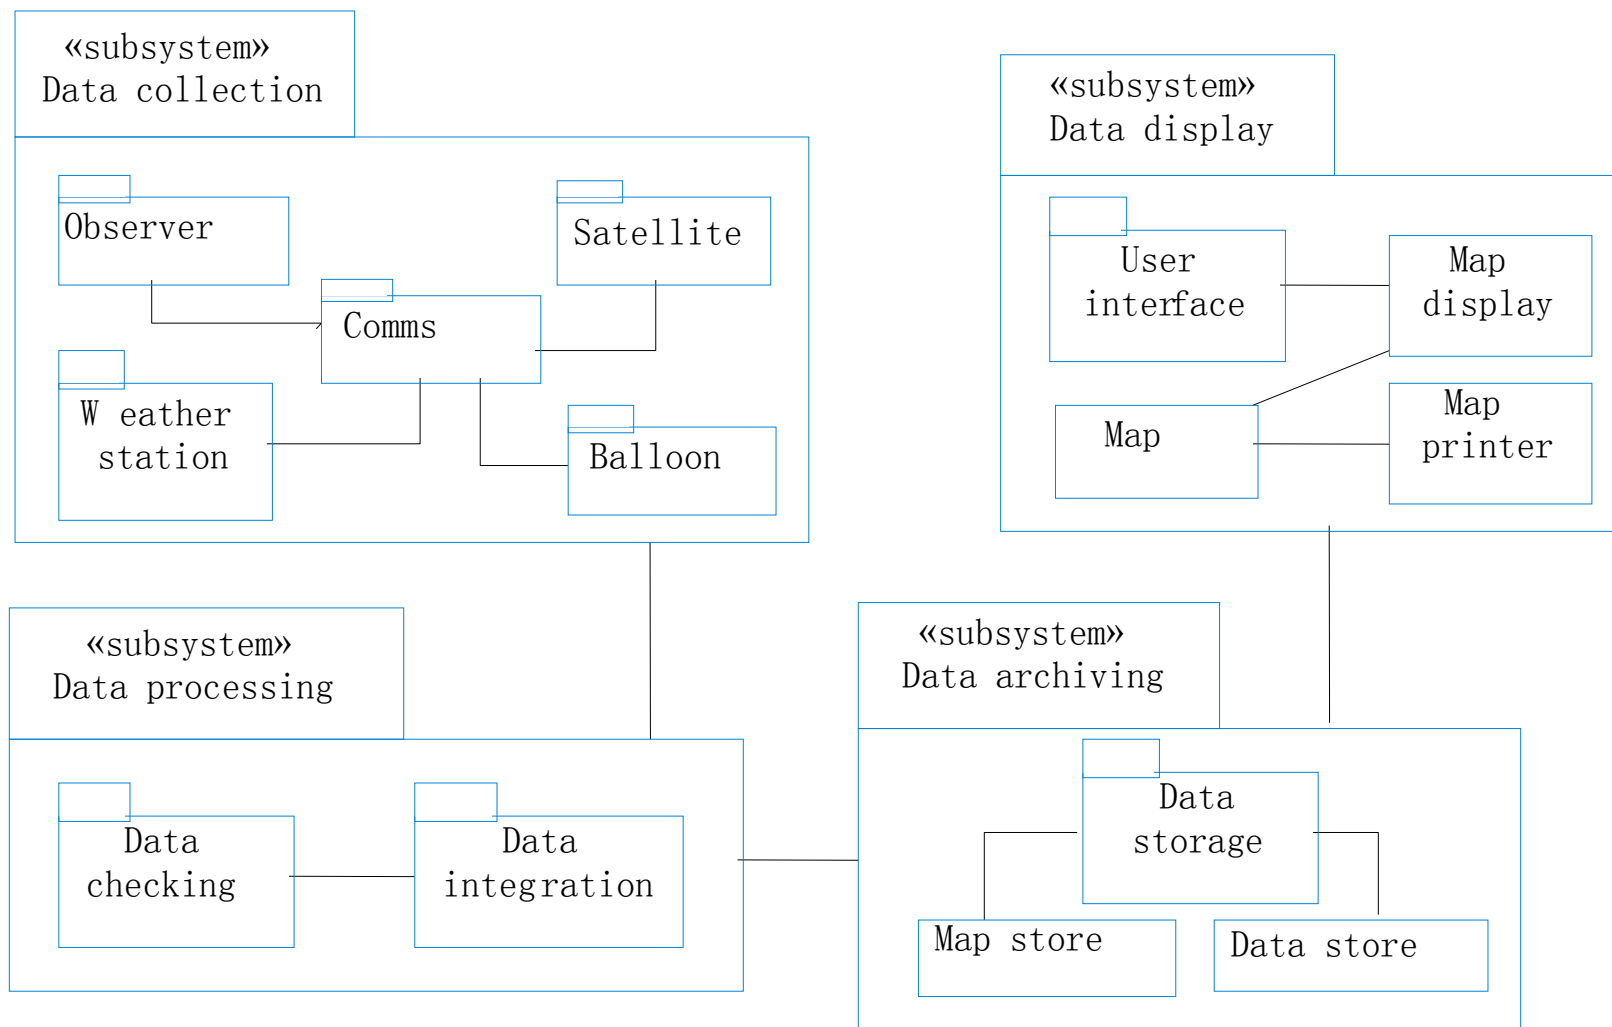 «subsystem»
Data collection
Observer
Satellite
Comms
W eather
station
Balloon
«subsystem»
Data display
User
interface
Map
display
Map
Map
printer
«subsystem»
Data processing
Data
checking
Data
integration
«subsystem»
Data archiving
Data
storage
Map store
Data store